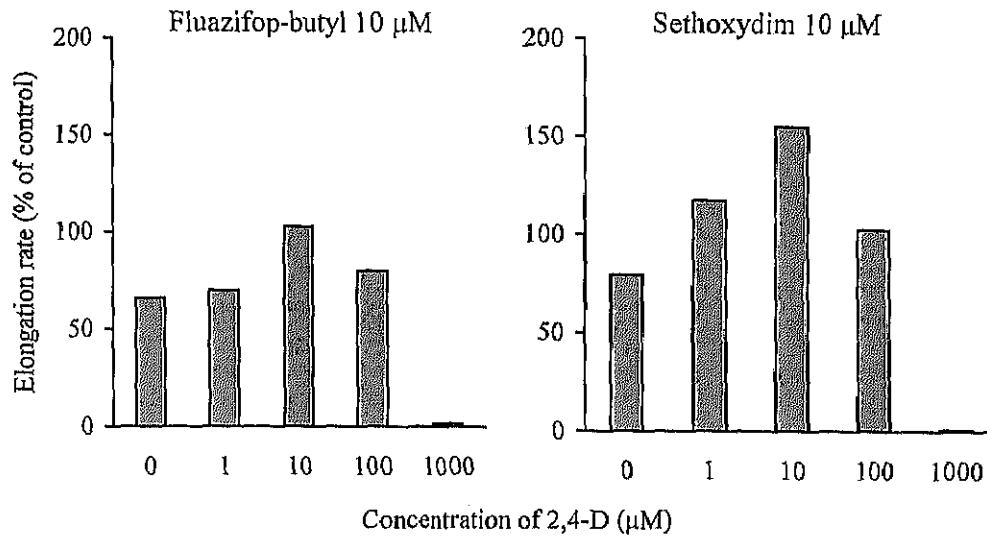 Fluazifop-butyl 10 μM
Elongation rate (% of control)
200
150
100
50
0
0 1 10 100 1000
Sethoxydim 10 μM
200
150
100
50
0
0 1 10 100 1000
Concentration of 2,4-D (μM)